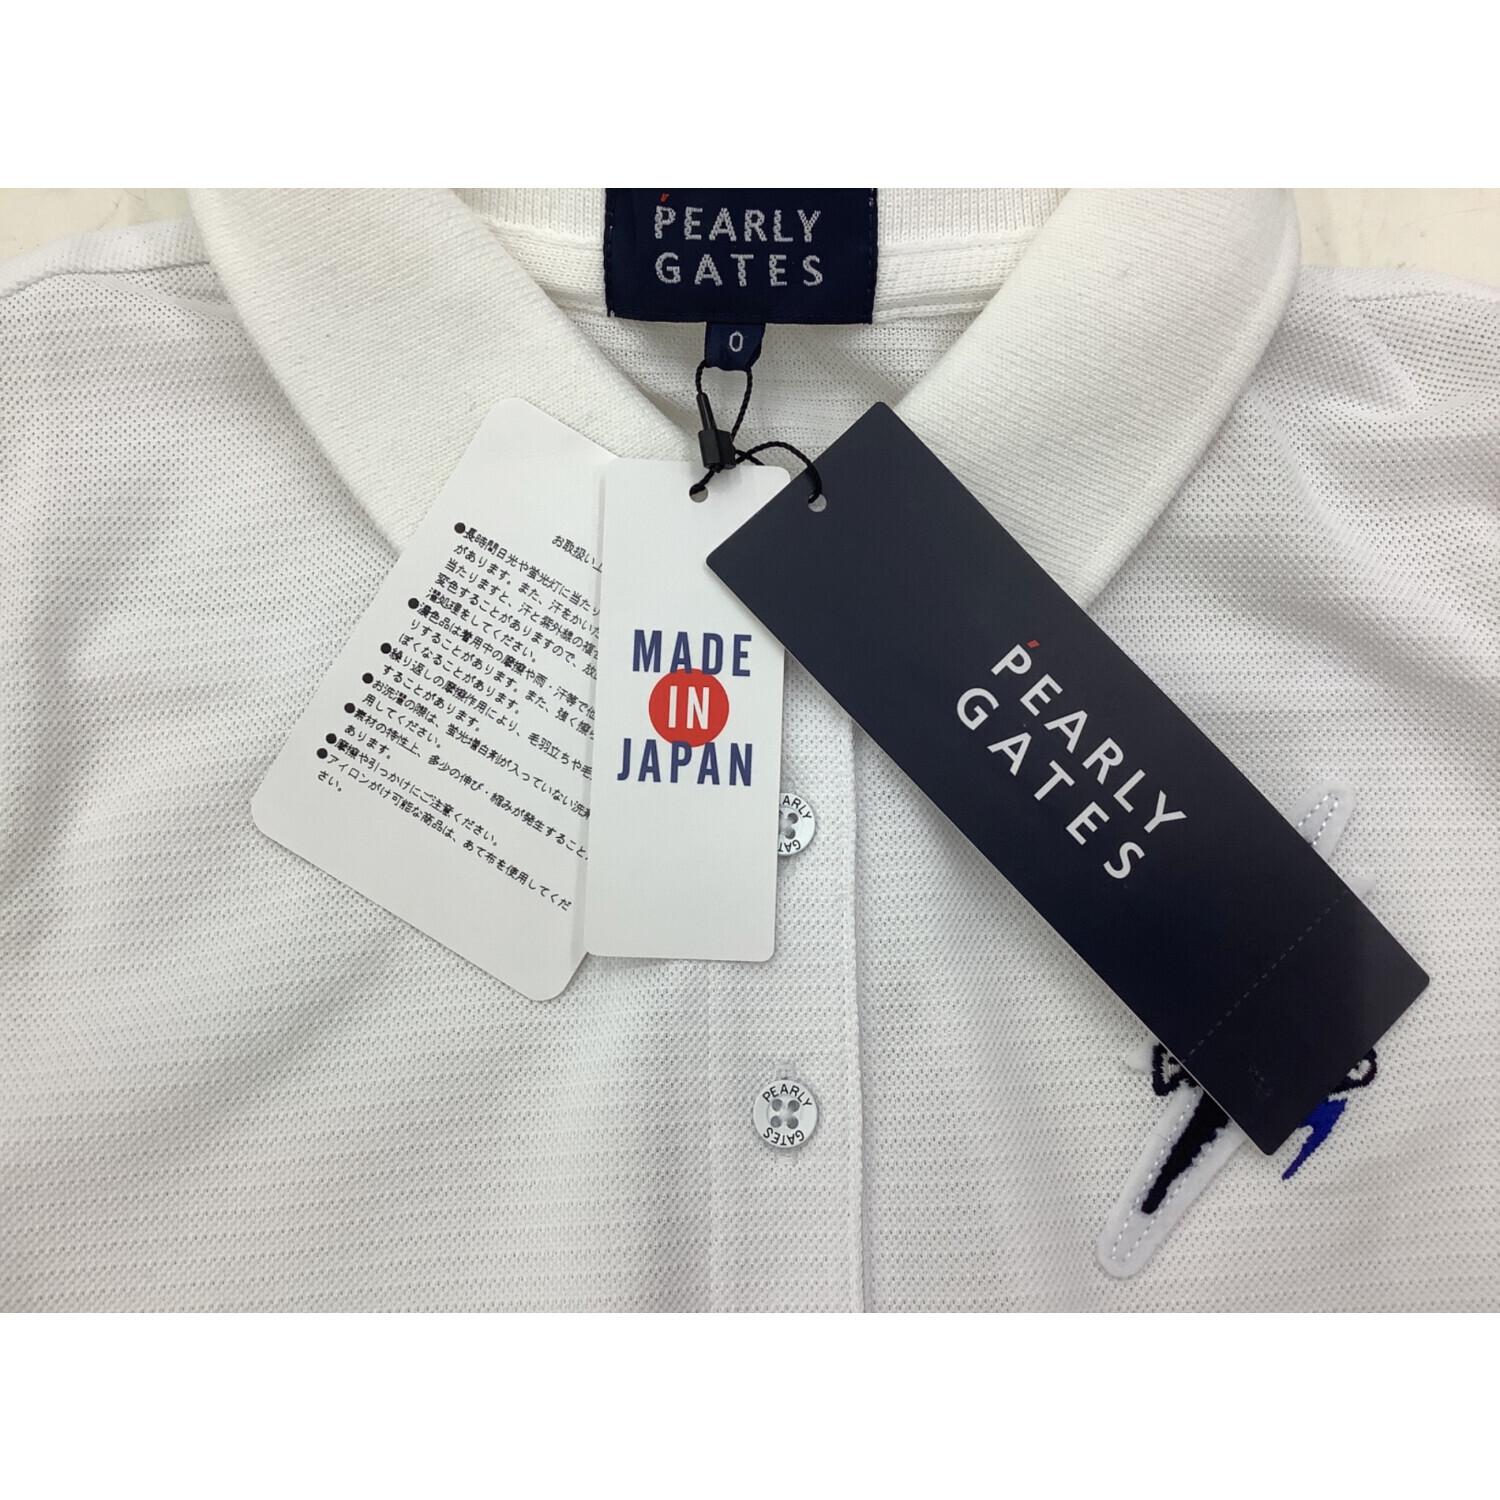 PEARLY
GATES
0
お取扱い上
●長時間日光や蛍光灯に当たり
があります。また、汗をかいた
当たりますと、汗と紫外線の複合
変色することがありますので、放
濯処理をしてください。
●濃色品は着用中の摩擦や雨・汗等で他
りすることがあります。また、強く擦
ぽくなることがあります。
●繰り返しの摩擦作用により、毛羽立ちや毛
することがあります。
●お洗濯の際は、蛍光増白剤が入っていない洗剤
用してください。
●素材の特性上、多少の伸び・縮みが発生すること
あります。
●摩擦や引っかけにご注意ください。
●アイロンがけ可能な商品は、あて布を使用してくだ
さい。
MADE
IN
JAPAN
PEARLY
GATES
ARLY
GAT
PEARLY
GATES